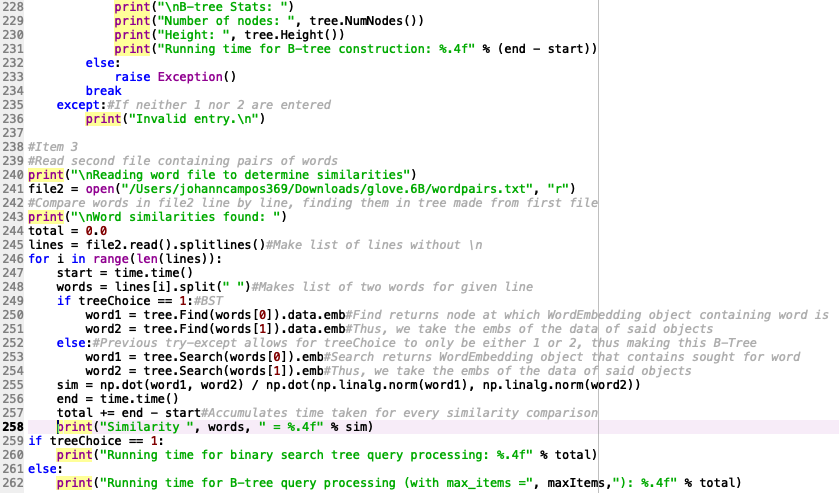 228             print("\nB-tree Stats: ")
229             print("Number of nodes: ", tree.NumNodes())
230             print("Height: ", tree.Height())
231             print("Running time for B-tree construction: %.4f" % (end - start))
232         else:
233             raise Exception()
234         break
235     except:#If neither 1 nor 2 are entered
236         print("Invalid entry.\n")
237
238 #Item 3
239 #Read second file containing pairs of words
240 print("\nReading word file to determine similarities")
241 file2 = open("/Users/johanncampos369/Downloads/glove.6B/wordpairs.txt", "r")
242 #Compare words in file2 line by line, finding them in tree made from first file
243 print("\nWord similarities found: ")
244 total = 0.0
245 lines = file2.read().splitlines()#Make list of lines without \n
246 for i in range(len(lines)):
247     start = time.time()
248     words = lines[i].split(" ")#Makes list of two words for given line
249     if treeChoice == 1:#BST
250         word1 = tree.Find(words[0]).data.emb#Find returns node at which WordEmbedding object containing word is
251         word2 = tree.Find(words[1]).data.emb#Thus, we take the embs of the data of said objects
252     else:#Previous try-except allows for treeChoice to only be either 1 or 2, thus making this B-Tree
253         word1 = tree.Search(words[0]).emb#Search returns WordEmbedding object that contains sought for word
254         word2 = tree.Search(words[1]).emb#Thus, we take the embs of the data of said objects
255     sim = np.dot(word1, word2) / np.dot(np.linalg.norm(word1), np.linalg.norm(word2))
256     end = time.time()
257     total += end - start#Accumulates time taken for every similarity comparison
258     print("Similarity ", words, " = %.4f" % sim)
259 if treeChoice == 1:
260     print("Running time for binary search tree query processing: %.4f" % total)
261 else:
262     print("Running time for B-tree query processing (with max_items =", maxItems,"): %.4f" % total)